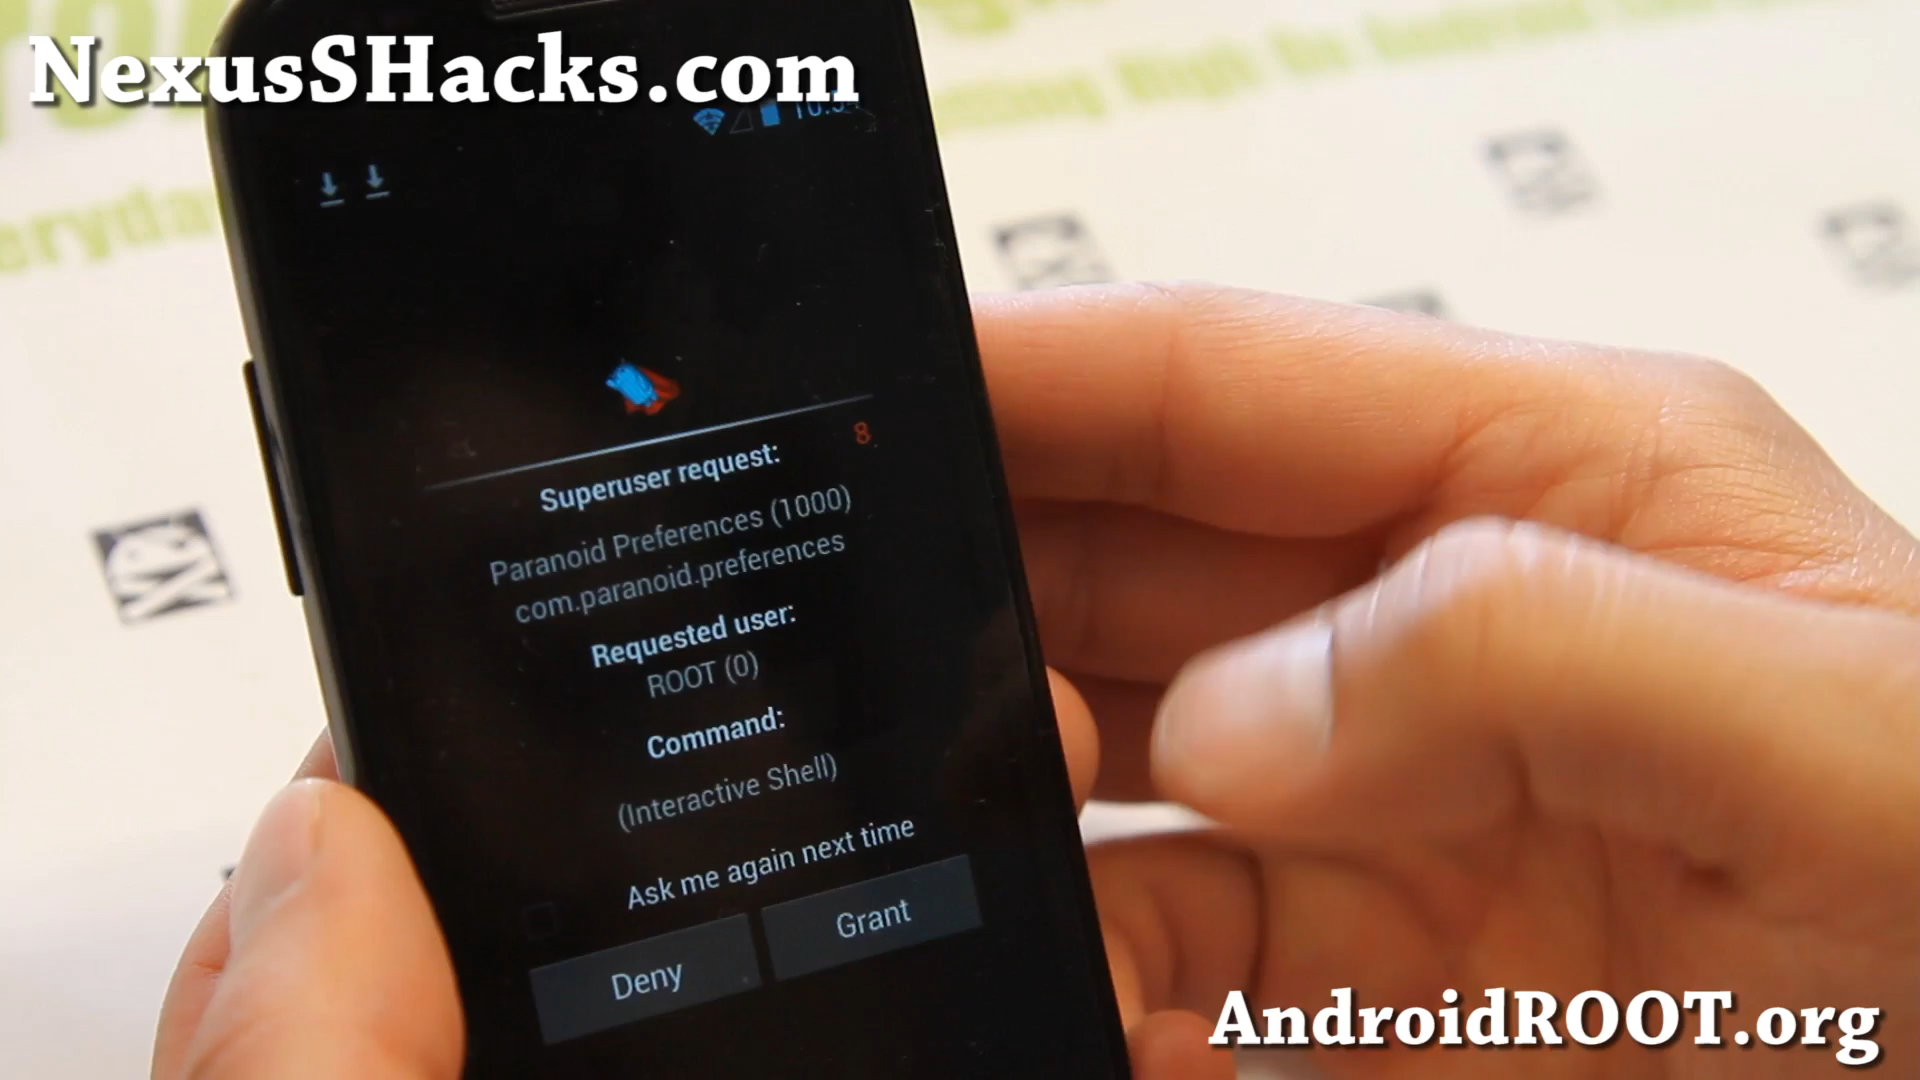 NexusSHacks.com
8
Superuser request:
Paranoid Preferences (1000)
com.paranoid.preferences
Requested user:
ROOT (0)
Command:
(Interactive Shell)
Ask me again next time
Deny
Grant
AndroidROOT.org